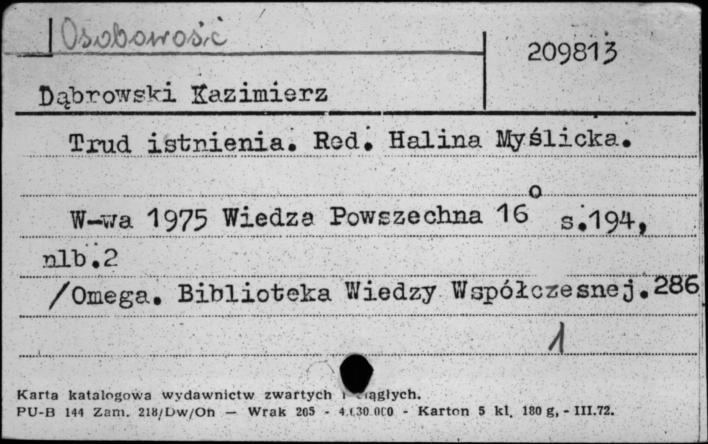 Osobowość
209813
Dąbrowski Kazimierz
Trud istnienia. Red. Halina Myślicka.
W-wa 1975 Wiedza Powszechna 16° s.194,
nlb.2
/Omega. Biblioteka Wiedzy Współczesnej.286
1
Karta katalogowa wydawnictw zwartych i ciągłych.
PU-B 144 Zam. 218/Dw/Oh — Wrak 205 - 4.030.000 - Karton 5 kl. 180 g, - III.72.